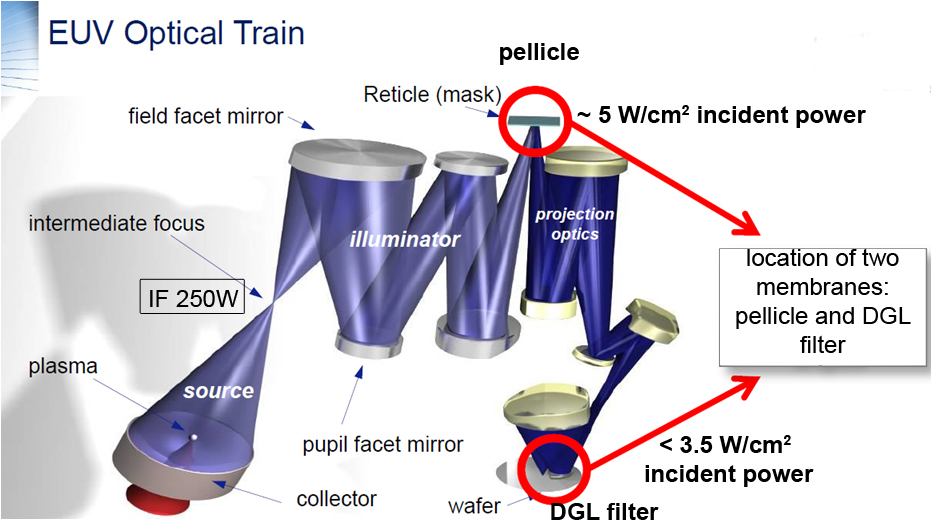 EUV Optical Train
pellicle
Reticle (mask)
~ 5 W/cm² incident power
field facet mirror
intermediate focus
illuminator
projection
optics
location of two
membranes:
pellicle and DGL
filter
IF 250W
plasma
source
pupil facet mirror
< 3.5 W/cm²
incident power
collector
wafer
DGL filter